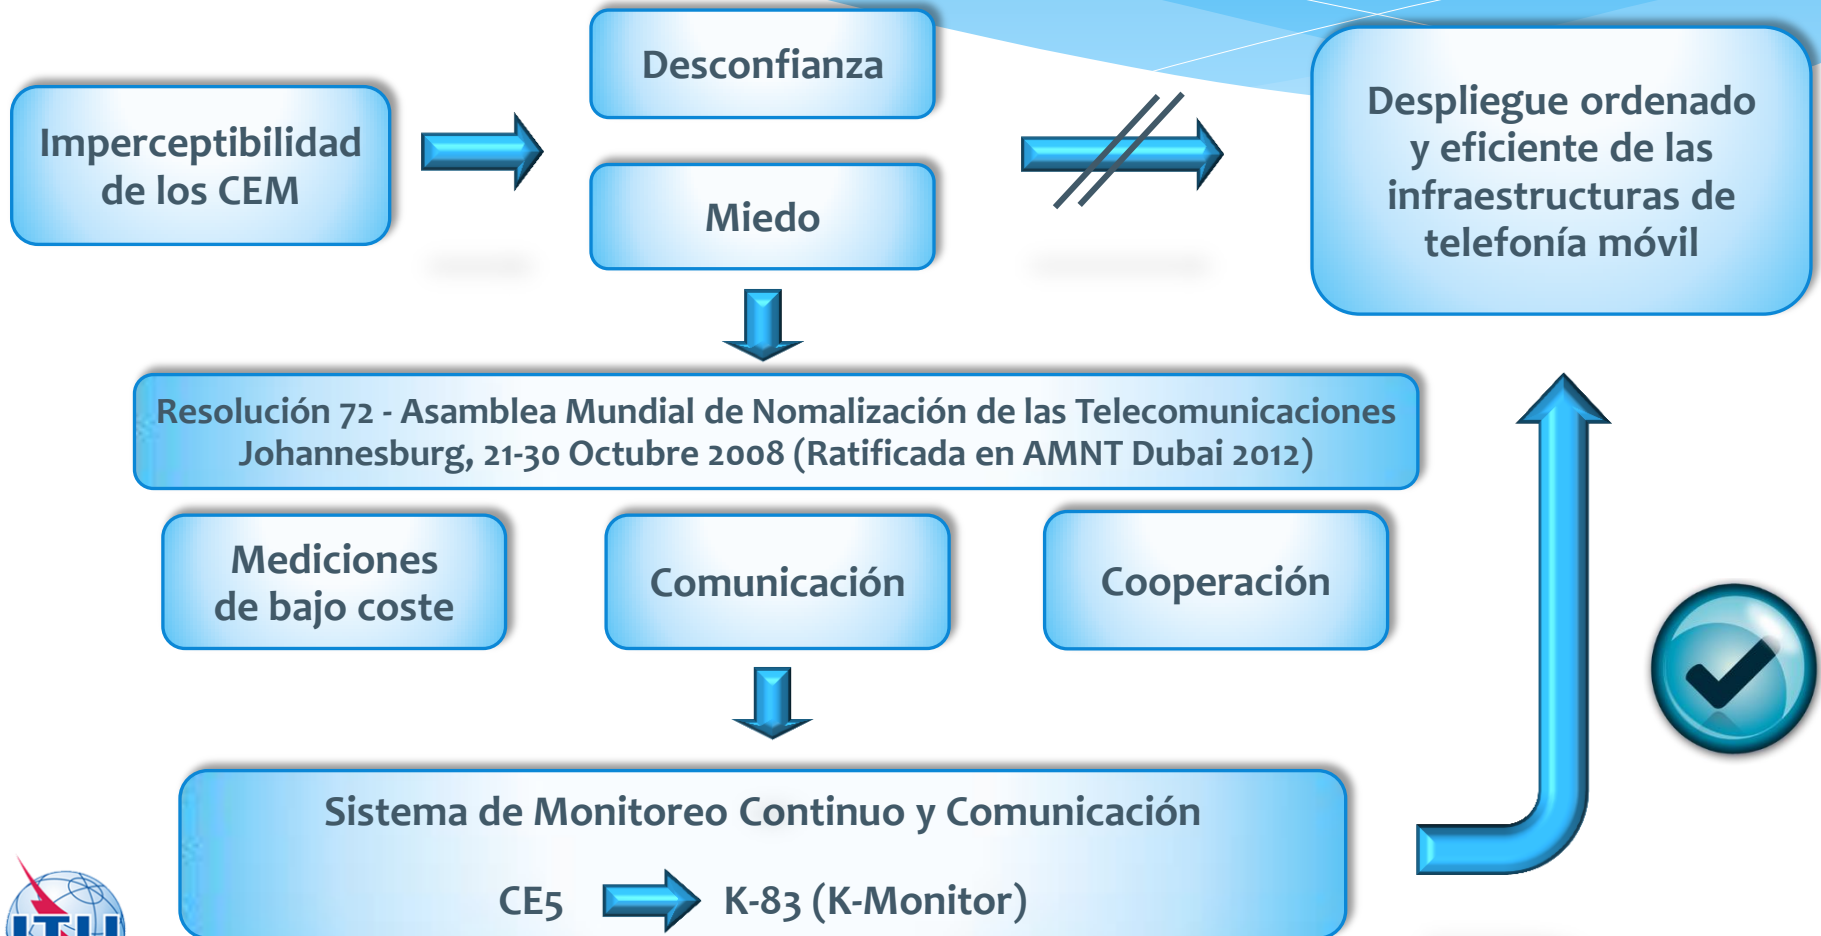 Imperceptibilidad
de los CEM
Desconfianza
Miedo
Despliegue ordenado
y eficiente de las
infraestructuras de
telefonía móvil
Resolución 72 - Asamblea Mundial de Nomalización de las Telecomunicaciones
Johannesburg, 21-30 Octubre 2008 (Ratificada en AMNT Dubai 2012)
Mediciones
de bajo coste
Comunicación
Cooperación
Sistema de Monitoreo Continuo y Comunicación
CE5 K-83 (K-Monitor)
ITU